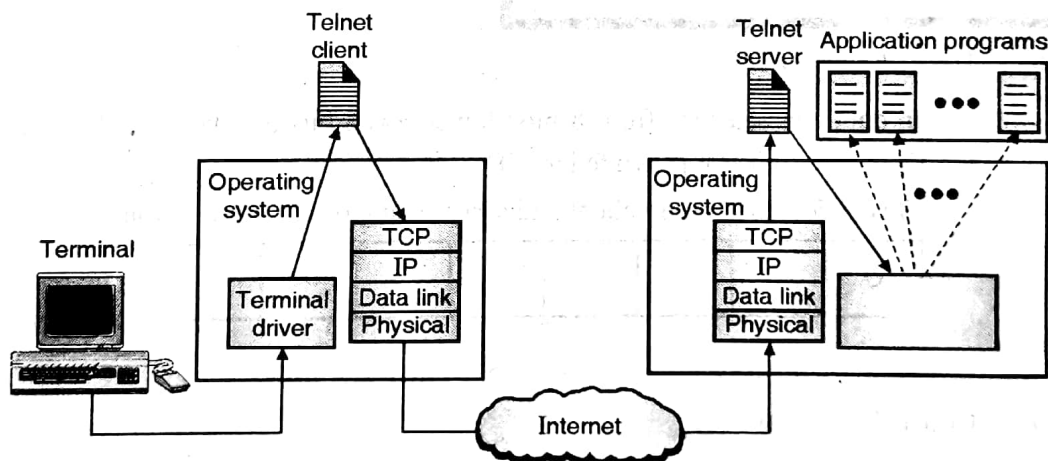 Telnet
client
Telnet
server
Application programs
Operating
system
Operating
system
Terminal
TCP
IP
Data link
Physical
Terminal
driver
TCP
IP
Data link
Physical
Internet